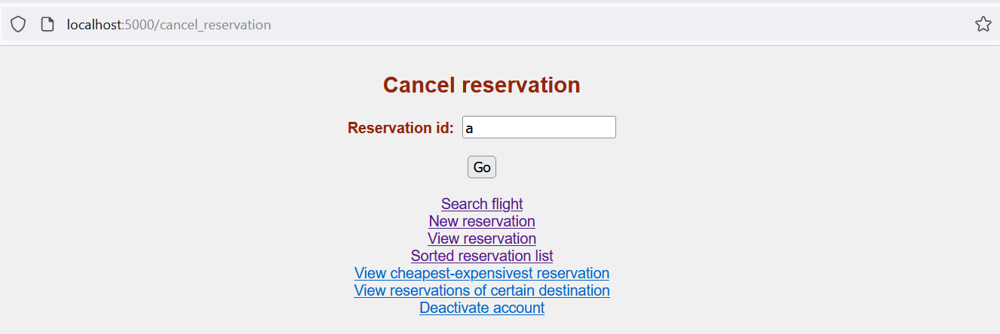 localhost:5000/cancel_reservation
Cancel reservation
Reservation id: a
Go
Search flight
New reservation
View reservation
Sorted reservation list
View cheapest-expensivest reservation
View reservations of certain destination
Deactivate account